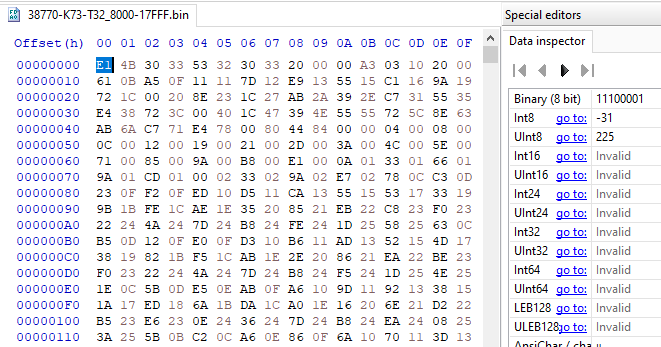 38770-K73-T32_8000-17FFF.bin
Offset(h) 00 01 02 03 04 05 06 07 08 09 0A 0B 0C 0D 0E 0F
00000000 E1 4B 30 33 53 32 30 33 20 00 00 A3 03 10 20 00
00000010 61 0B A5 0F 11 11 7D 12 E9 13 55 15 C1 16 9A 19
00000020 72 1C 00 20 8E 23 1C 27 AB 2A 39 2E C7 31 55 35
00000030 E4 38 72 3C 00 40 1C 47 39 4E 55 55 72 5C 8E 63
00000040 AB 6A C7 71 E4 78 00 80 44 84 00 00 04 00 08 00
00000050 0C 00 12 00 19 00 21 00 2D 00 3A 00 4C 00 5E 00
00000060 71 00 85 00 9A 00 B8 00 E1 00 0A 01 33 01 66 01
00000070 9A 01 CD 01 00 02 33 02 9A 02 E7 02 78 0C C3 0D
00000080 23 0F F2 0F ED 10 D5 11 CA 13 55 15 53 17 33 19
00000090 9B 1B FE 1C AE 1E 35 20 85 21 EB 22 C8 23 F0 23
000000A0 22 24 4A 24 7D 24 B8 24 FE 24 1D 25 58 25 63 0C
000000B0 B5 0D 12 0F E0 0F D3 10 B6 11 AD 13 52 15 4D 17
000000C0 38 19 82 1B F5 1C AB 1E 2E 20 86 21 EA 22 BE 23
000000D0 F0 23 22 24 4A 24 7D 24 B8 24 F5 24 1D 25 4E 25
000000E0 1E 0C 5B 0D E5 0E AB 0F A6 10 9D 11 92 13 38 15
000000F0 1A 17 ED 18 6A 1B DA 1C A0 1E 16 20 6E 21 D2 22
00000100 B5 23 E6 23 0E 24 36 24 7D 24 B8 24 EA 24 08 25
00000110 3A 25 5B 0B C2 0C A6 0E 86 0F 6A 10 70 11 3D 13
Special editors
Data inspector
Binary (8 bit) 11100001
Int8 go to: -31
UInt8 go to: 225
Int16 go to: Invalid
UInt16 go to: Invalid
Int24 go to: Invalid
UInt24 go to: Invalid
Int32 go to: Invalid
UInt32 go to: Invalid
Int64 go to: Invalid
UInt64 go to: Invalid
LEB128 go to: Invalid
ULEB128 go to: Invalid